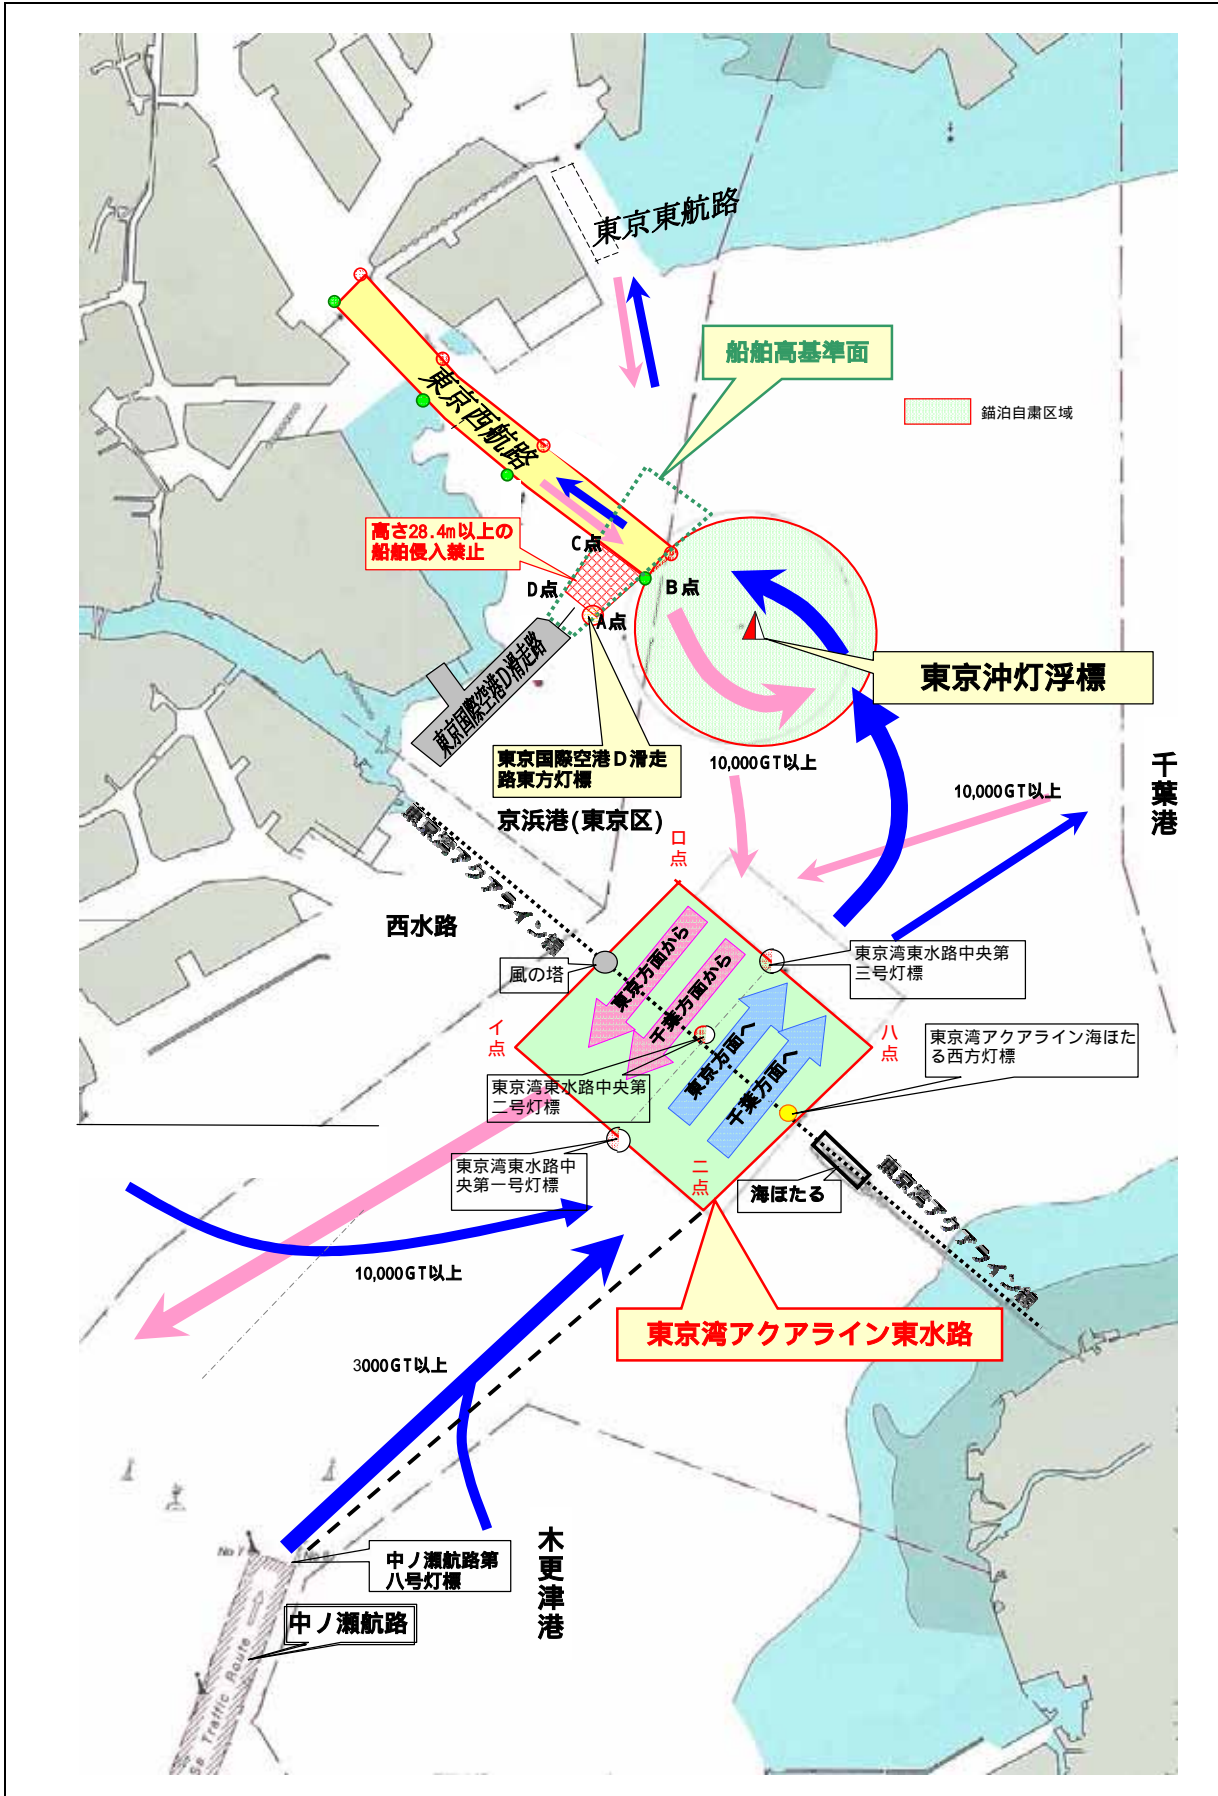 東京東航路
船舶高基準面
錨泊自粛区域
東京西航路
高さ28.4m以上の
船舶侵入禁止
C点
D点
B点
A点
東京国際空港D滑走路
東京沖灯浮標
東京国際空港D滑走
路東方灯標
10,000GT以上
10,000GT以上
千葉港
京浜港(東京区)
東京湾アクアライン橋
ロ点
西水路
風の塔
東京方面から
千葉方面から
東京湾東水路中央第
三号灯標
イ点
ハ点
東京湾アクアライン海ほた
る西方灯標
東京方面へ
千葉方面へ
東京湾東水路中央第
二号灯標
東京湾東水路中
央第一号灯標
ニ点
海ほたる
東京湾アクアライン橋
10,000GT以上
東京湾アクアライン東水路
3000GT以上
No.7
中ノ瀬航路第
八号灯標
木更津港
中ノ瀬航路
Traffic Route